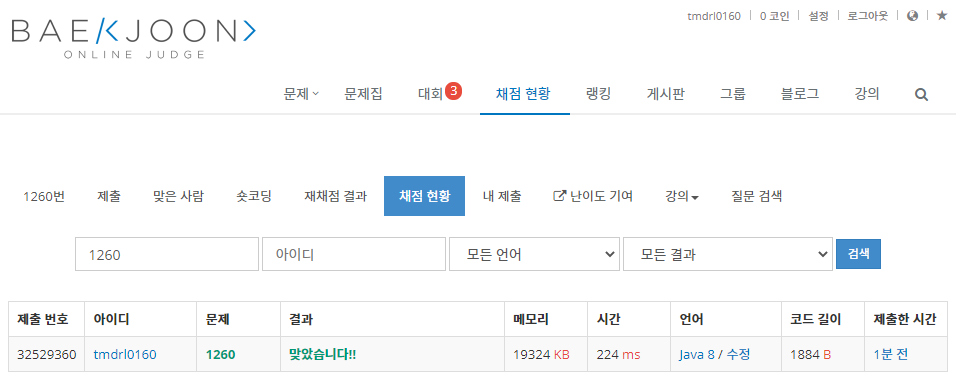 tmdrl0160 | 0 코인 | 설정 | 로그아웃
BAEKJOON
ONLINE JUDGE
문제 문제집 대회 3 채점 현황 랭킹 게시판 그룹 블로그 강의
1260번 제출 맞은 사람 숏코딩 재채점 결과 채점 현황 내 제출 난이도 기여 강의 질문 검색
1260 아이디 모든 언어 모든 결과 검색
제출 번호 아이디 문제 결과 메모리 시간 언어 코드 길이 제출한 시간
32529360 tmdrl0160 1260 맞았습니다!! 19324 KB 224 ms Java 8 / 수정 1884 B 1분 전